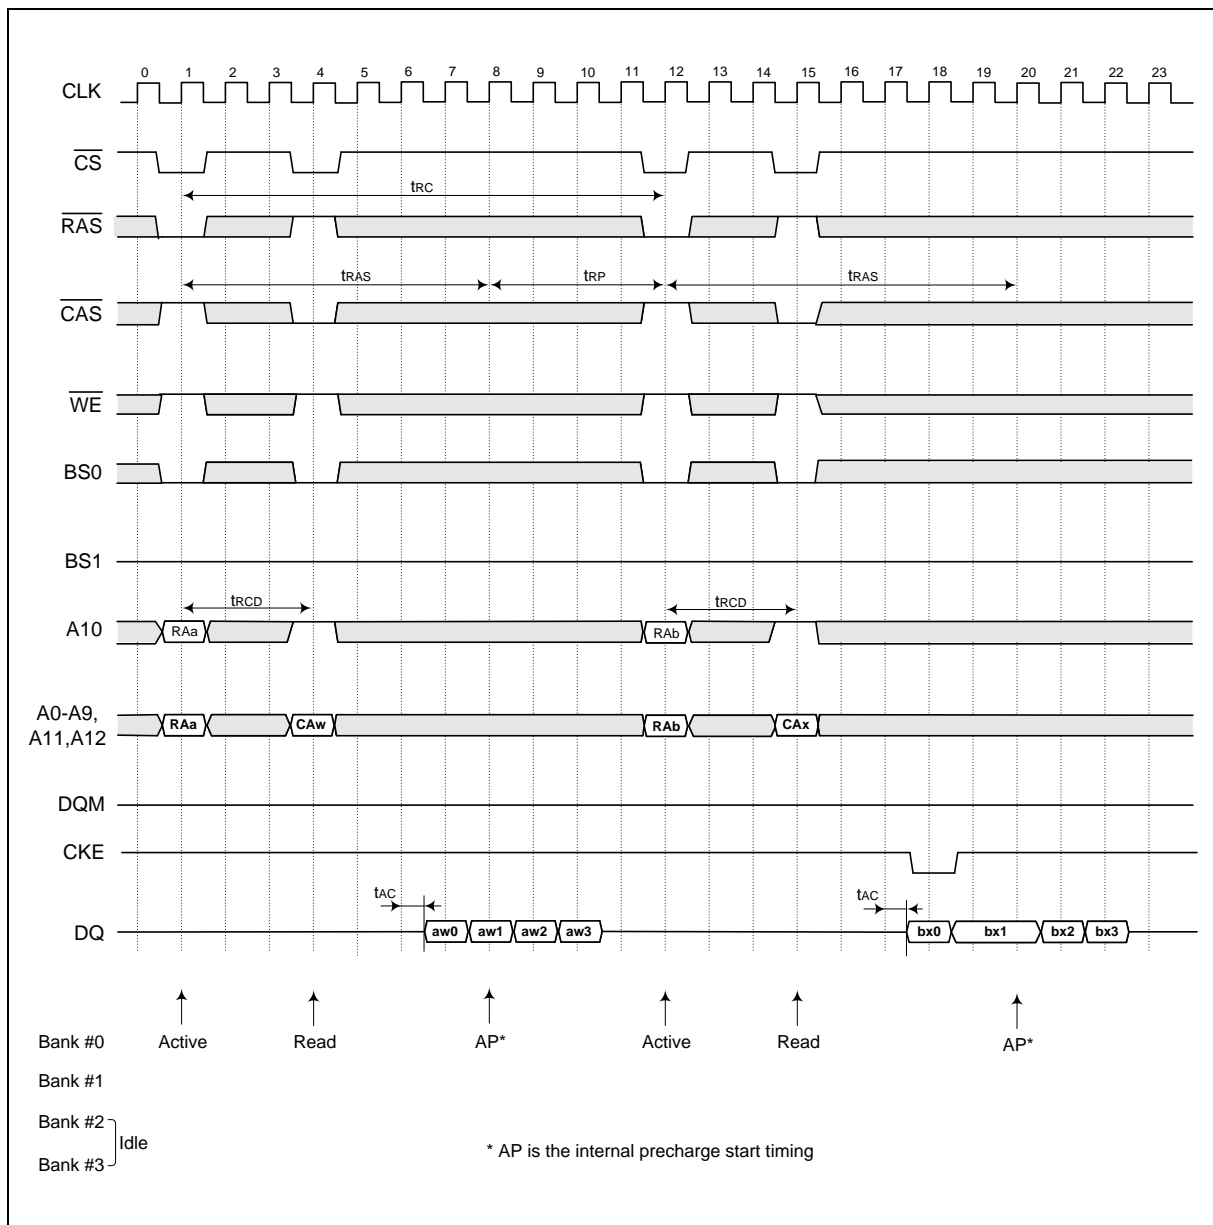 0 1 2 3 4 5 6 7 8 9 10 11 12 13 14 15 16 17 18 19 20 21 22 23
CLK
CS
tRC
RAS
tRAS tRP tRAS
CAS
WE
BS0
BS1
tRCD tRCD
A10 RAa RAb
A0-A9,
A11,A12 RAa CAw RAb CAx
DQM
CKE
tAC tAC
DQ aw0 aw1 aw2 aw3 bx0 bx1 bx2 bx3
Bank #0 Active Read AP* Active Read AP*
Bank #1
Bank #2
Idle
Bank #3
* AP is the internal precharge start timing